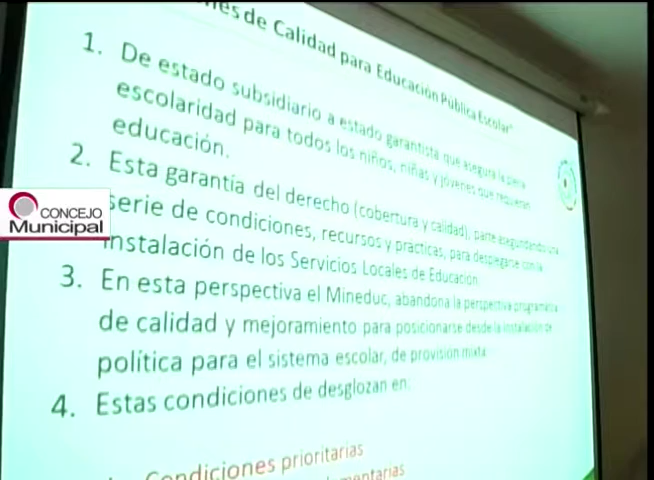 de Calidad para Educación Pública Escolar"
1. De estado subsidiario a estado garantista que asegura la plena
escolaridad para todos los niños, niñas y jóvenes que requieran
educación.
2. Esta garantía del derecho (cobertura y calidad), parte asegurando una
serie de condiciones, recursos y prácticas, para desplegarse con la
instalación de los Servicios Locales de Educación.
3. En esta perspectiva el Mineduc, abandona la perspectiva programática
de calidad y mejoramiento para posicionarse desde la instalación de
política para el sistema escolar, de provisión mixta
4. Estas condiciones de desglozan en:
Condiciones prioritarias
CONCEJO
Municipal